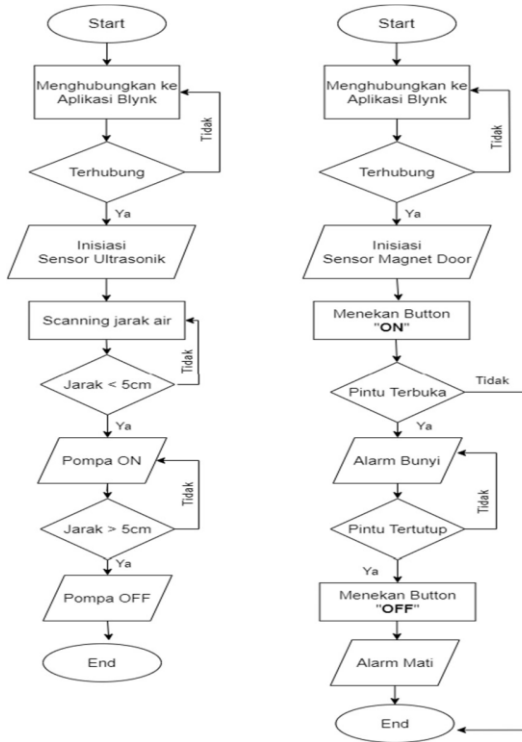 Start
Menghubungkan ke
Aplikasi Blynk
Tidak
Terhubung
Ya
Inisiasi
Sensor Ultrasonik
Scanning jarak air
Tidak
Jarak < 5cm
Ya
Pompa ON
Tidak
Jarak > 5cm
Ya
Pompa OFF
End
Start
Menghubungkan ke
Aplikasi Blynk
Tidak
Terhubung
Ya
Inisiasi
Sensor Magnet Door
Menekan Button
"ON"
Pintu Terbuka
Tidak
Ya
Alarm Bunyi
Tidak
Pintu Tertutup
Ya
Menekan Button
"OFF"
Alarm Mati
End